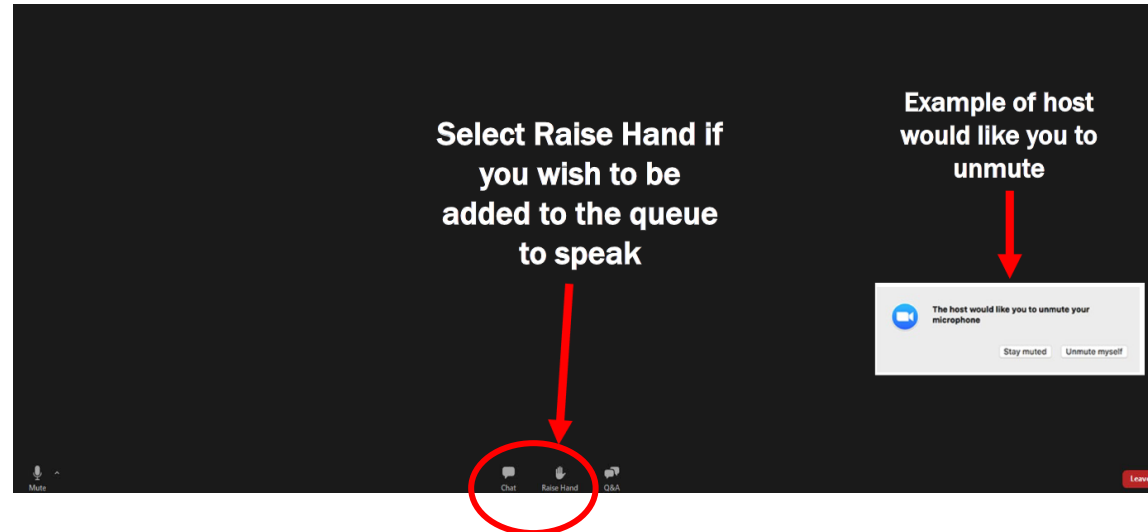 Select Raise Hand if
you wish to be
added to the queue
to speak
Example of host
would like you to
unmute
The host would like you to unmute your
microphone
Stay muted
Unmute myself
Mute
Chat
Raise Hand
Q&A
Leave